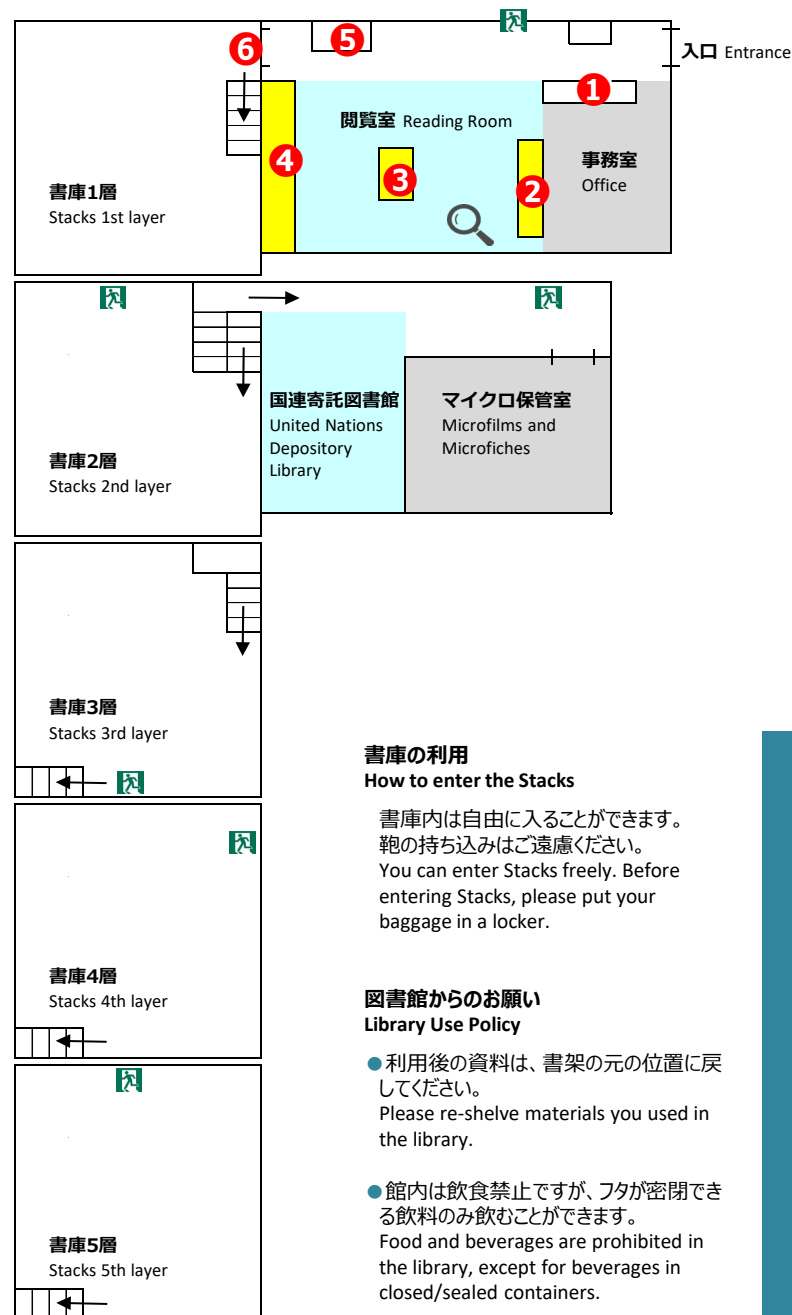 6
5
入口 Entrance
1
閲覧室 Reading Room
4
3
2
事務室
Office
書庫1層
Stacks 1st layer
国連寄託図書館
United Nations
Depository
Library
マイクロ保管室
Microfilms and
Microfiches
書庫2層
Stacks 2nd layer
書庫3層
Stacks 3rd layer
書庫の利用
How to enter the Stacks
書庫内は自由に入ることができます。
鞄の持ち込みはご遠慮ください。
You can enter Stacks freely. Before
entering Stacks, please put your
baggage in a locker.
書庫4層
Stacks 4th layer
図書館からのお願い
Library Use Policy
●利用後の資料は、書架の元の位置に戻
してください。
Please re-shelve materials you used in
the library.
●館内は飲食禁止ですが、フタが密閉でき
る飲料のみ飲むことができます。
Food and beverages are prohibited in
the library, except for beverages in
closed/sealed containers.
書庫5層
Stacks 5th layer